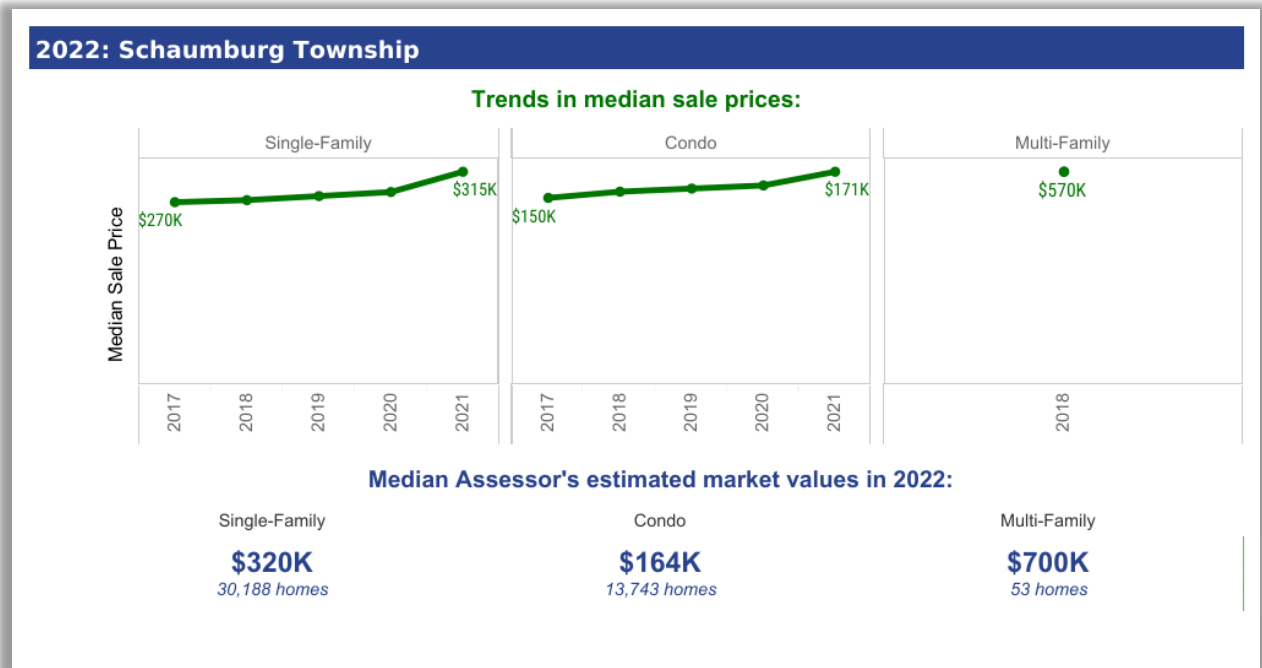 2022: Schaumburg Township
Trends in median sale prices:
Single-Family
Condo
Multi-Family
Median Sale Price
$270K
$315K
$150K
$171K
$570K
2017
2018
2019
2020
2021
2017
2018
2019
2020
2021
2018
Median Assessor's estimated market values in 2022:
Single-Family
Condo
Multi-Family
$320K
$164K
$700K
30,188 homes
13,743 homes
53 homes